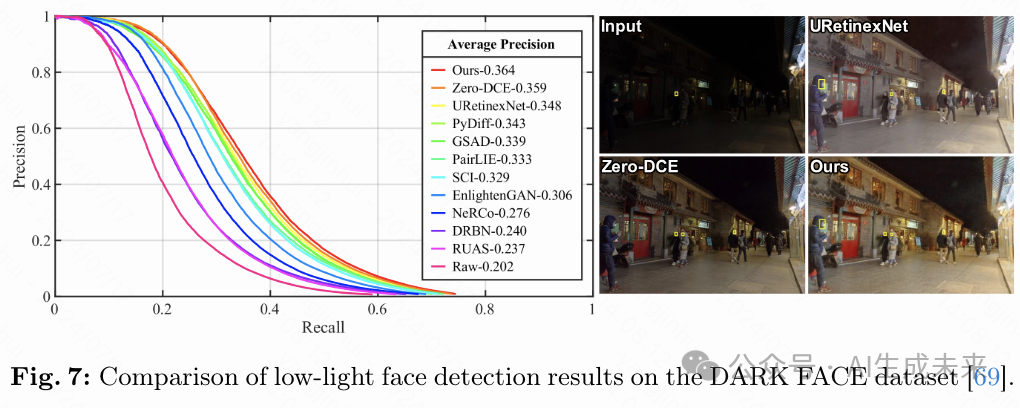 1
0.8
0.6
0.4
0.2
0
Precision
0
0.2
0.4
0.6
0.8
1
Recall
Average Precision
Ours-0.364
Zero-DCE-0.359
URetinexNet-0.348
PyDiff-0.343
GSAD-0.339
PairLIE-0.333
SCI-0.329
EnlightenGAN-0.306
NeRCo-0.276
DRBN-0.240
RUAS-0.237
Raw-0.202
Input
URetinexNet
Zero-DCE
Ours
公众号 · AI生成未来
Fig. 7: Comparison of low-light face detection results on the DARK FACE dataset [69].